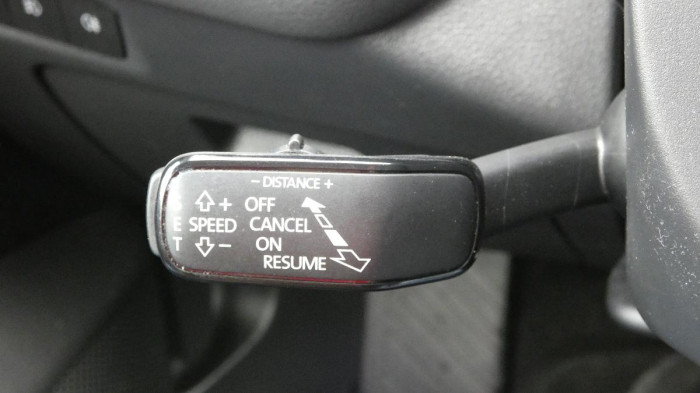 − DISTANCE +
S + OFF
E SPEED CANCEL
T − ON
RESUME